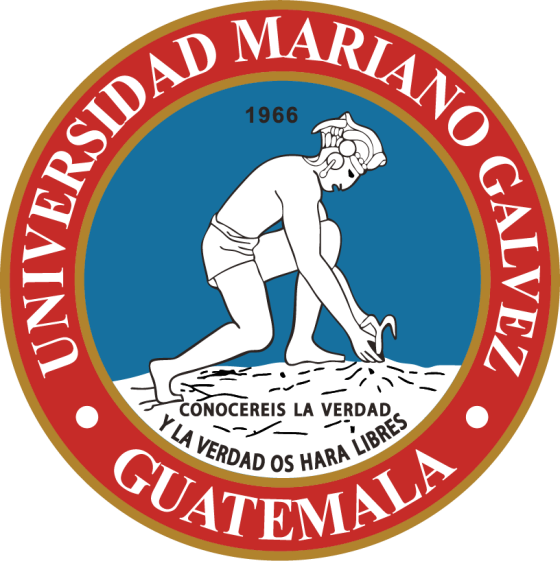 UNIVERSIDAD MARIANO GALVEZ
1966
CONOCEREIS LA VERDAD
Y LA VERDAD OS HARA LIBRES
GUATEMALA